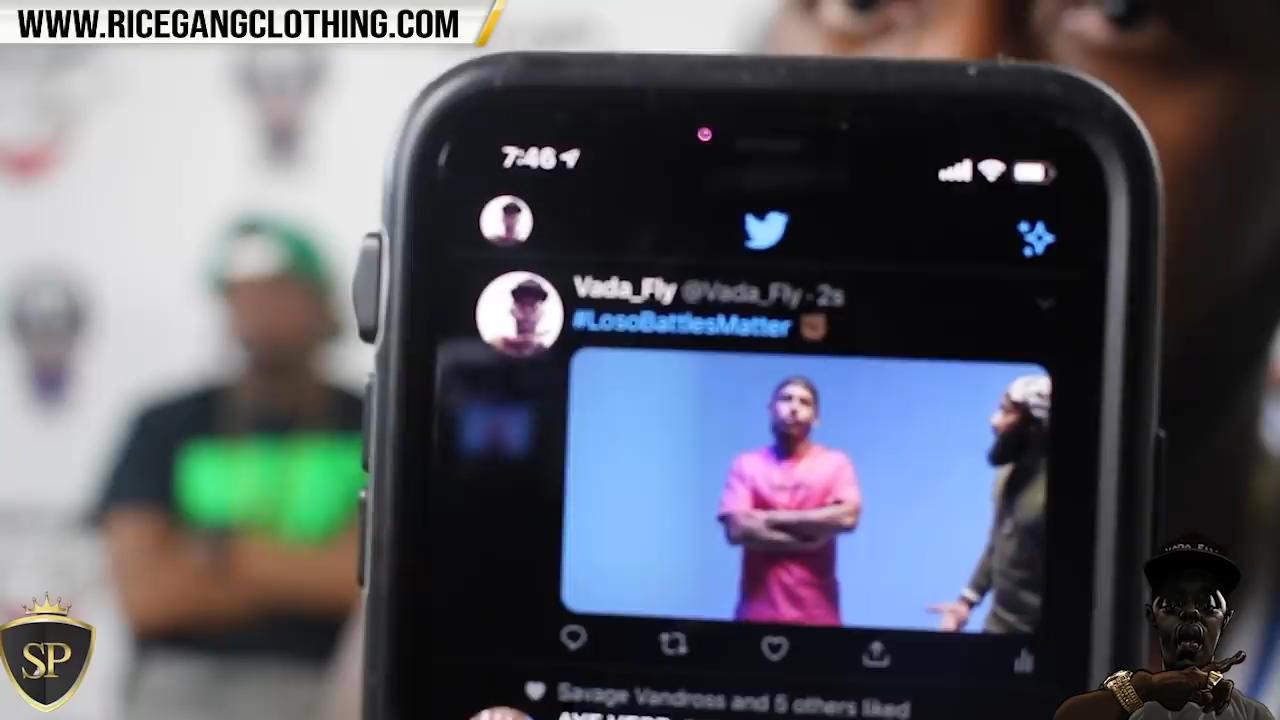 WWW.RICEGANGCLOTHING.COM
7:46
Vada_Fly @Vada_Fly · 2s
#LosoBattlesMatter
Savage Vandross and 5 others liked
SP